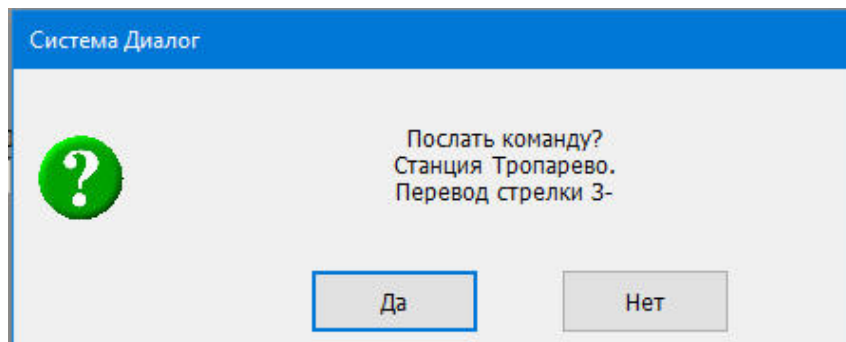 Система Диалог
Послать команду?
Станция Тропарево.
Перевод стрелки 3-
Да
Нет